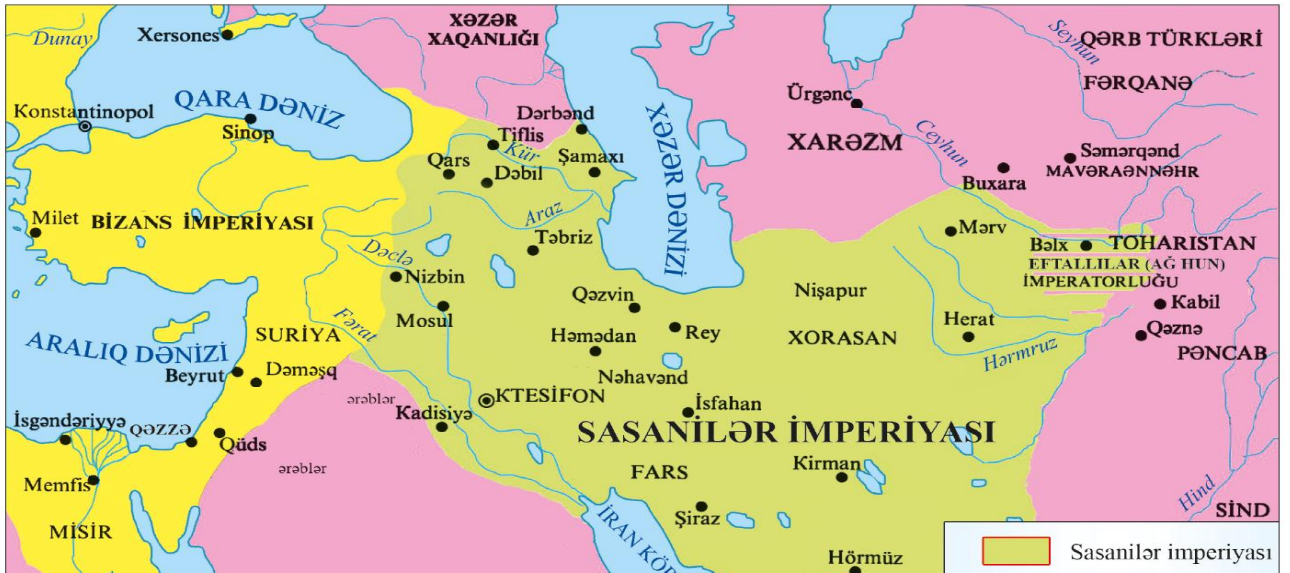 Dunay
Xersones
XƏZƏR
XAQANLIĞI
Seyhun
QƏRB TÜRKLƏRİ
FƏRQANƏ
Konstantinopol
QARA DƏNİZ
Sinop
Dərbənd
Tiflis
Kür
Şamaxı
Qars
Dəbil
XƏZƏR DƏNİZİ
Ürgənc
XARƏZM
Ceyhun
Səmərqənd
MAVƏRAƏNNƏHR
Buxara
Milet
BİZANS İMPERİYASI
Araz
Təbriz
Dəclə
Nizbin
Mosul
Fərat
Mərv
Bəlx
TOHARISTAN
EFTALLILAR (AĞ HUN)
İMPERATORLUĞU
Kabil
Qəznə
PƏNCAB
Qəzvin
Rey
Nişapur
XORASAN
Herat
Hərmruz
Həmədan
Nəhavənd
SURİYA
ARALIQ DƏNİZİ
Beyrut
Dəməşq
ərəblər
KTESİFON
Kadisiyə
İsfahan
SASANİLƏR İMPERİYASI
İsgəndəriyyə
QƏZZƏ
Qüds
ərəblər
Memfis
MİSİR
FARS
Kirman
Şiraz
İRAN KÖR
Hörmüz
Hind
SİND
Sasanilər imperiyası